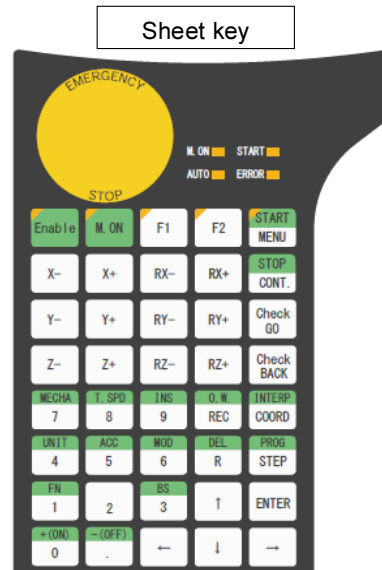 Sheet key
EMERGENCY
STOP
M.ON START
AUTO ERROR
Enable M.ON F1 F2 START
MENU
X- X+ RX- RX+ STOP
CONT.
Y- Y+ RY- RY+ Check
GO
Z- Z+ RZ- RZ+ Check
BACK
MECHA T.SPD INS O.W. INTERP
7 8 9 REC COORD
UNIT ACC MOD DEL PROG
4 5 6 R STEP
FN BS
1 2 3 ↑ ENTER
+(ON) -(OFF)
0 . ← ↓ →